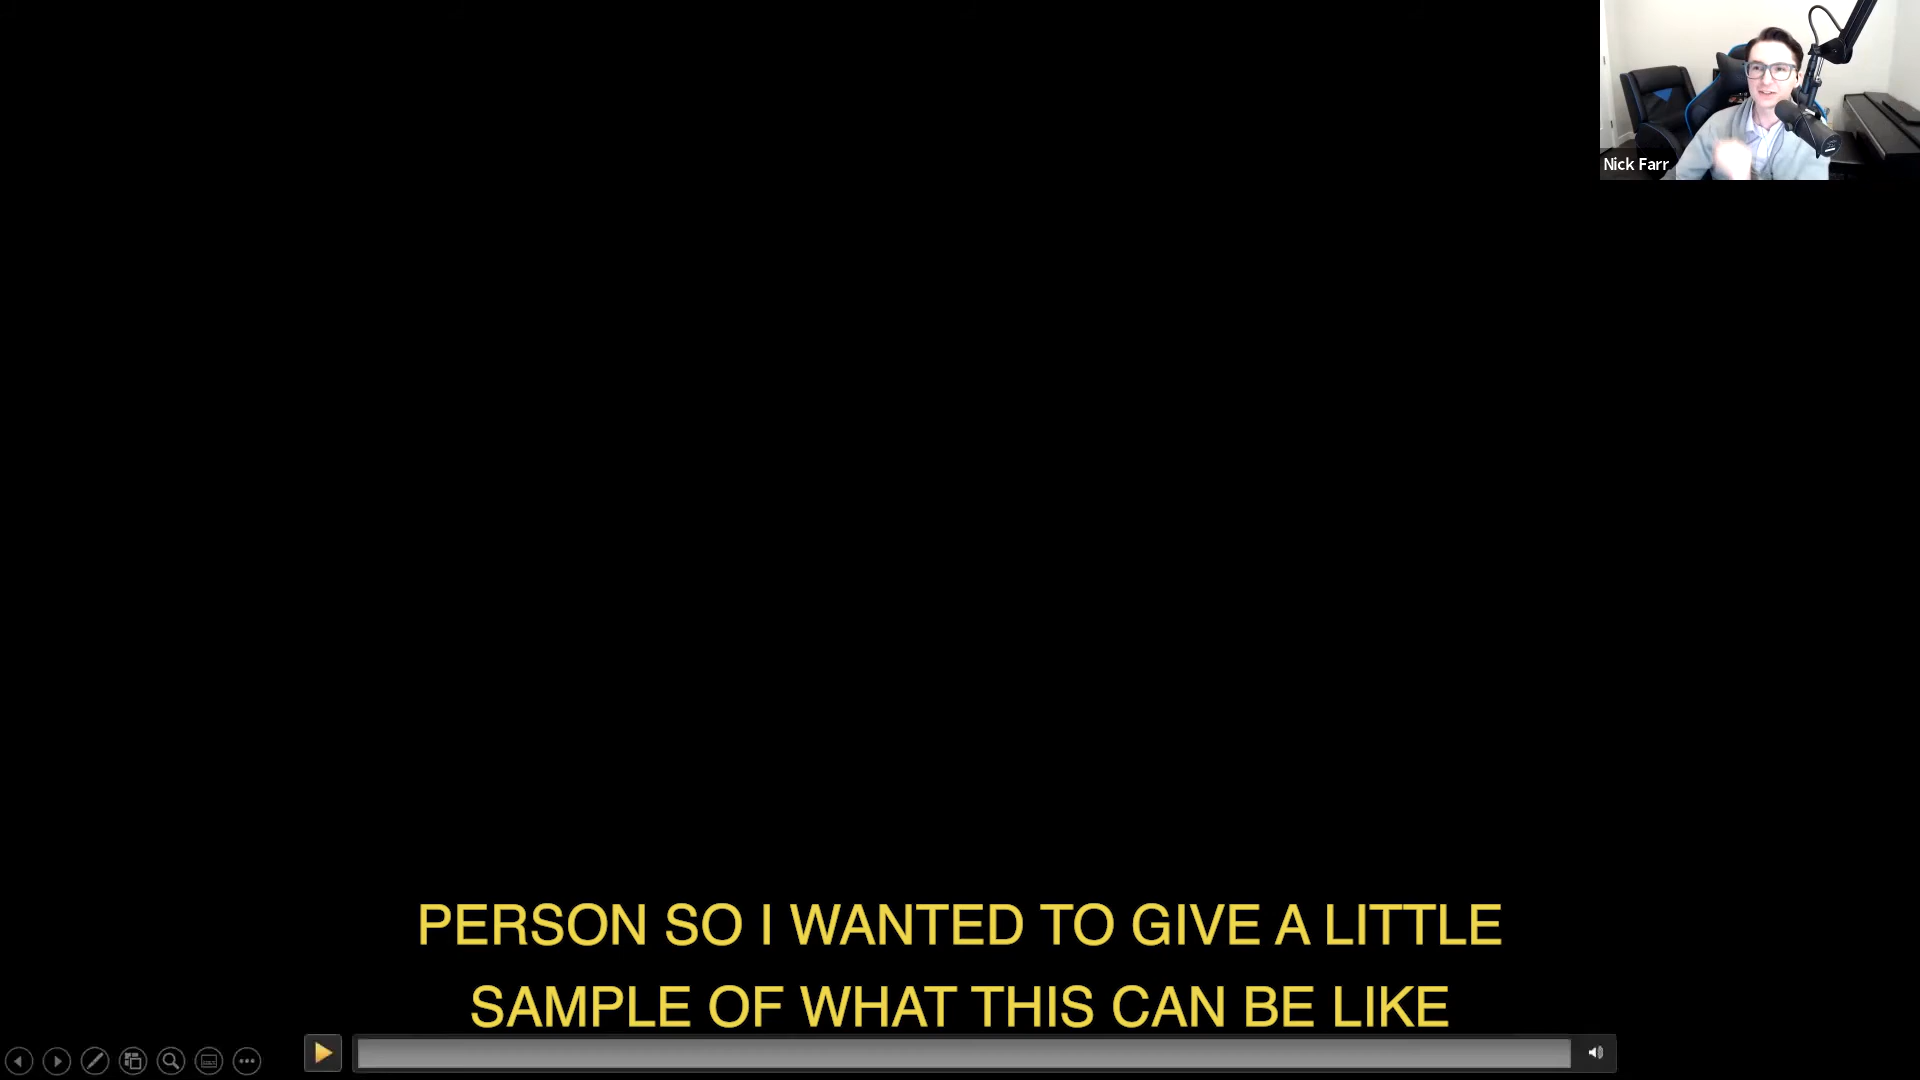 Nick Farr
PERSON SO I WANTED TO GIVE A LITTLE
SAMPLE OF WHAT THIS CAN BE LIKE